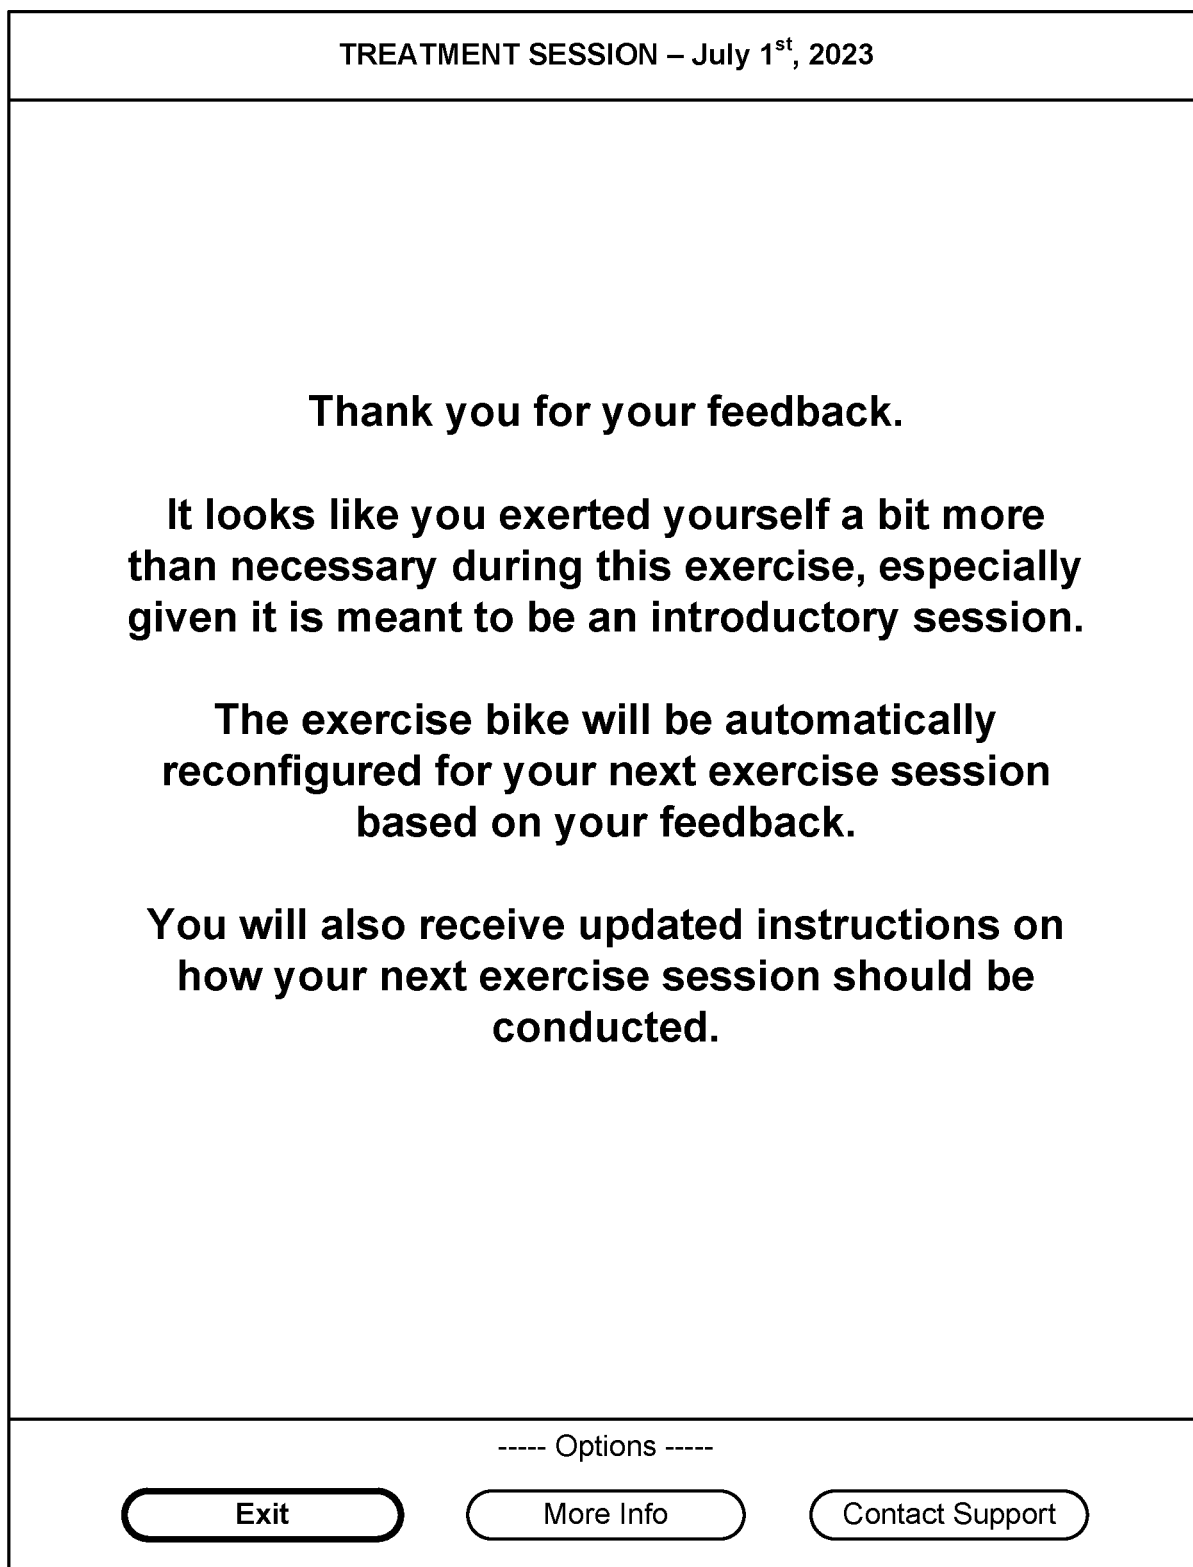 TREATMENT SESSION – July 1st, 2023
Thank you for your feedback.
It looks like you exerted yourself a bit more
than necessary during this exercise, especially
given it is meant to be an introductory session.
The exercise bike will be automatically
reconfigured for your next exercise session
based on your feedback.
You will also receive updated instructions on
how your next exercise session should be
conducted.
----- Options -----
Exit
More Info
Contact Support